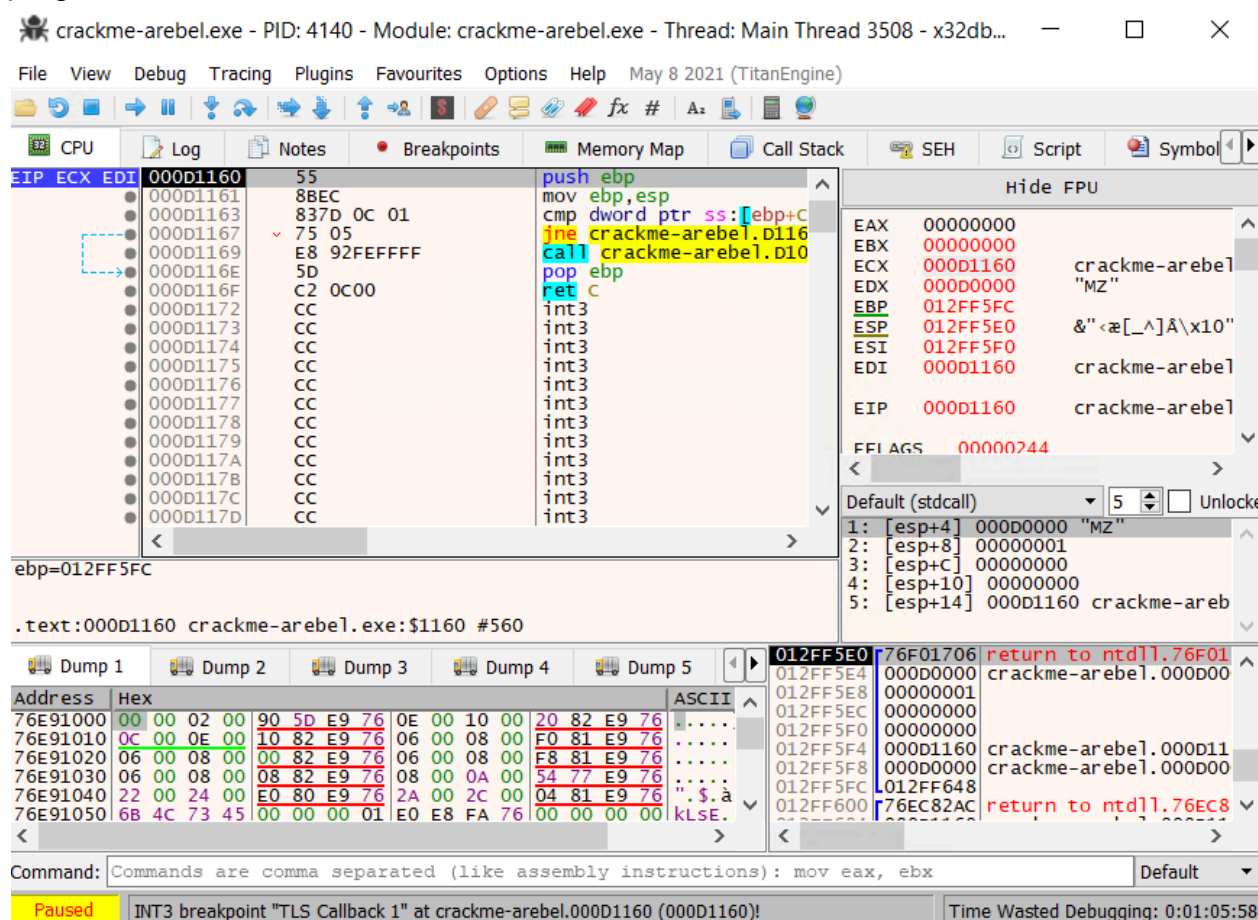 crackme-arebel.exe - PID: 4140 - Module: crackme-arebel.exe - Thread: Main Thread 3508 - x32db...
File View Debug Tracing Plugins Favourites Options Help May 8 2021 (TitanEngine)
CPU Log Notes Breakpoints Memory Map Call Stack SEH Script Symbol
EIP ECX EDI 000D1160 55 push ebp
000D1161 8BEC mov ebp,esp
000D1163 837D 0C 01 cmp dword ptr ss:[ebp+C
000D1167 75 05 jne crackme-arebel.D116
000D1169 E8 92FEFFFF call crackme-arebel.D10
000D116E 5D pop ebp
000D116F C2 0C00 ret C
000D1172 CC int3
000D1173 CC int3
000D1174 CC int3
000D1175 CC int3
000D1176 CC int3
000D1177 CC int3
000D1178 CC int3
000D1179 CC int3
000D117A CC int3
000D117B CC int3
000D117C CC int3
000D117D CC int3
Hide FPU
EAX 00000000
EBX 00000000
ECX 000D1160 crackme-arebel
EDX 000D0000 "MZ"
EBP 012FF5FC
ESP 012FF5E0 &"‹æ[_^]Â\x10"
ESI 012FF5F0
EDI 000D1160 crackme-arebel
EIP 000D1160 crackme-arebel
EFLAGS 00000244
Default (stdcall) 5 Unlocke
1: [esp+4] 000D0000 "MZ"
2: [esp+8] 00000001
3: [esp+C] 00000000
4: [esp+10] 00000000
5: [esp+14] 000D1160 crackme-areb
ebp=012FF5FC
.text:000D1160 crackme-arebel.exe:$1160 #560
Dump 1 Dump 2 Dump 3 Dump 4 Dump 5
Address Hex ASCII
76E91000 00 00 02 00 90 5D E9 76 0E 00 10 00 20 82 E9 76 .....
76E91010 0C 00 0E 00 10 82 E9 76 06 00 08 00 F0 81 E9 76 .....
76E91020 06 00 08 00 00 82 E9 76 06 00 08 00 F8 81 E9 76 .....
76E91030 06 00 08 00 08 82 E9 76 08 00 0A 00 54 77 E9 76 .....
76E91040 22 00 24 00 E0 80 E9 76 2A 00 2C 00 04 81 E9 76 ".$.à
76E91050 6B 4C 73 45 00 00 00 01 E0 E8 FA 76 00 00 00 00 kLsE.
012FF5E0 76F01706 return to ntdll.76F01
012FF5E4 000D0000 crackme-arebel.000D00
012FF5E8 00000001
012FF5EC 00000000
012FF5F0 00000000
012FF5F4 000D1160 crackme-arebel.000D11
012FF5F8 000D0000 crackme-arebel.000D00
012FF5FC 012FF648
012FF600 76EC82AC return to ntdll.76EC8
Command: Commands are comma separated (like assembly instructions): mov eax, ebx Default
Paused INT3 breakpoint "TLS Callback 1" at crackme-arebel.000D1160 (000D1160)! Time Wasted Debugging: 0:01:05:58